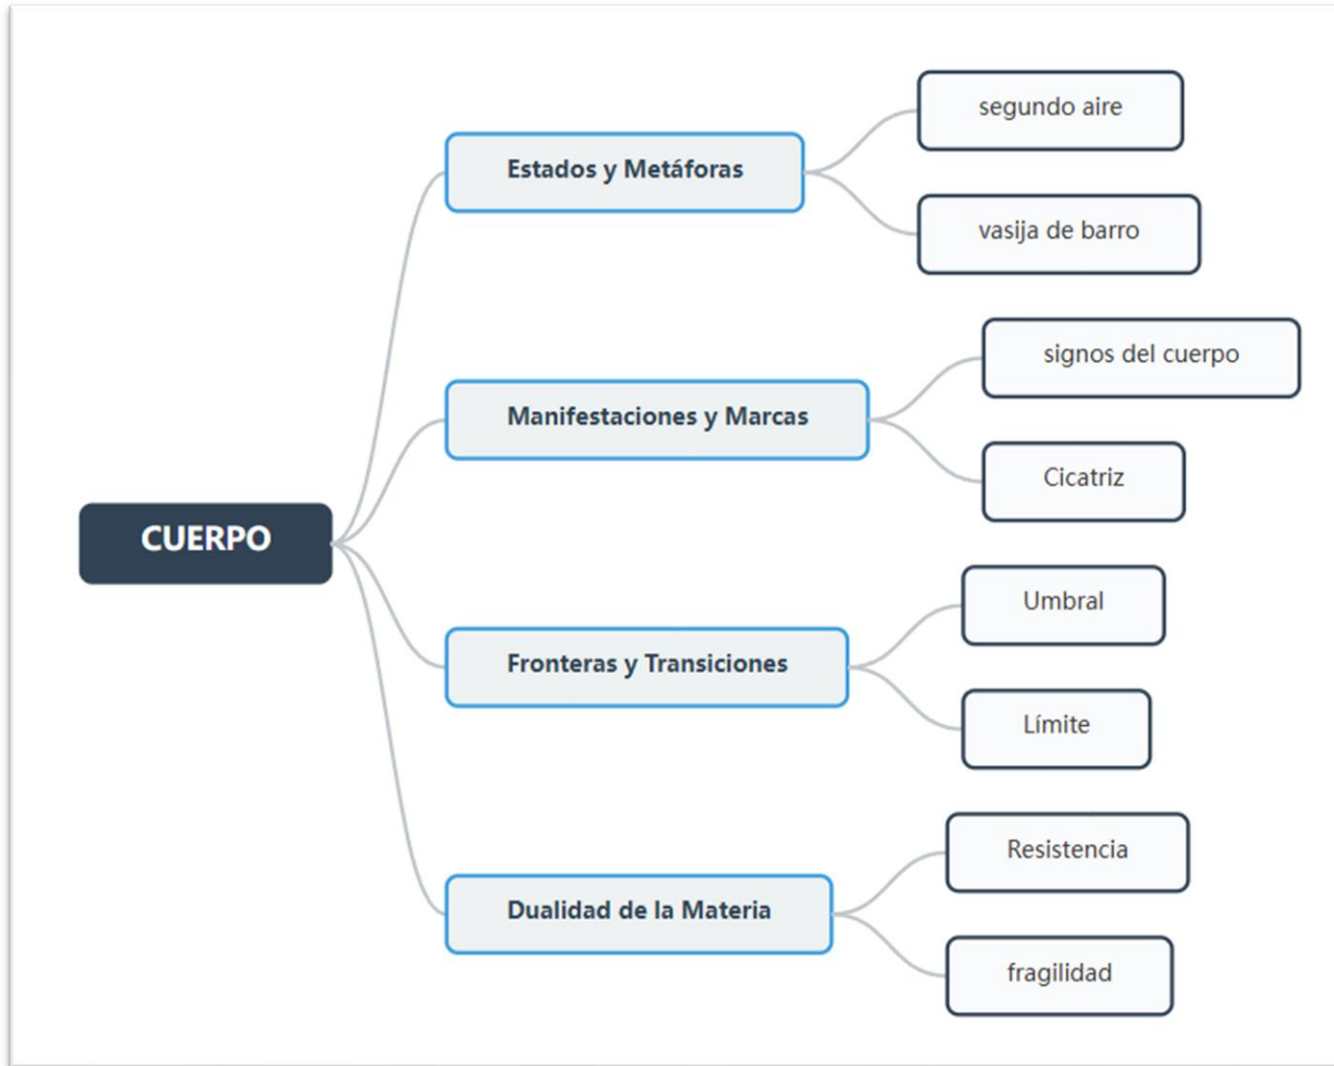 CUERPO
Estados y Metáforas
segundo aire
vasija de barro
Manifestaciones y Marcas
signos del cuerpo
Cicatriz
Fronteras y Transiciones
Umbral
Límite
Dualidad de la Materia
Resistencia
fragilidad